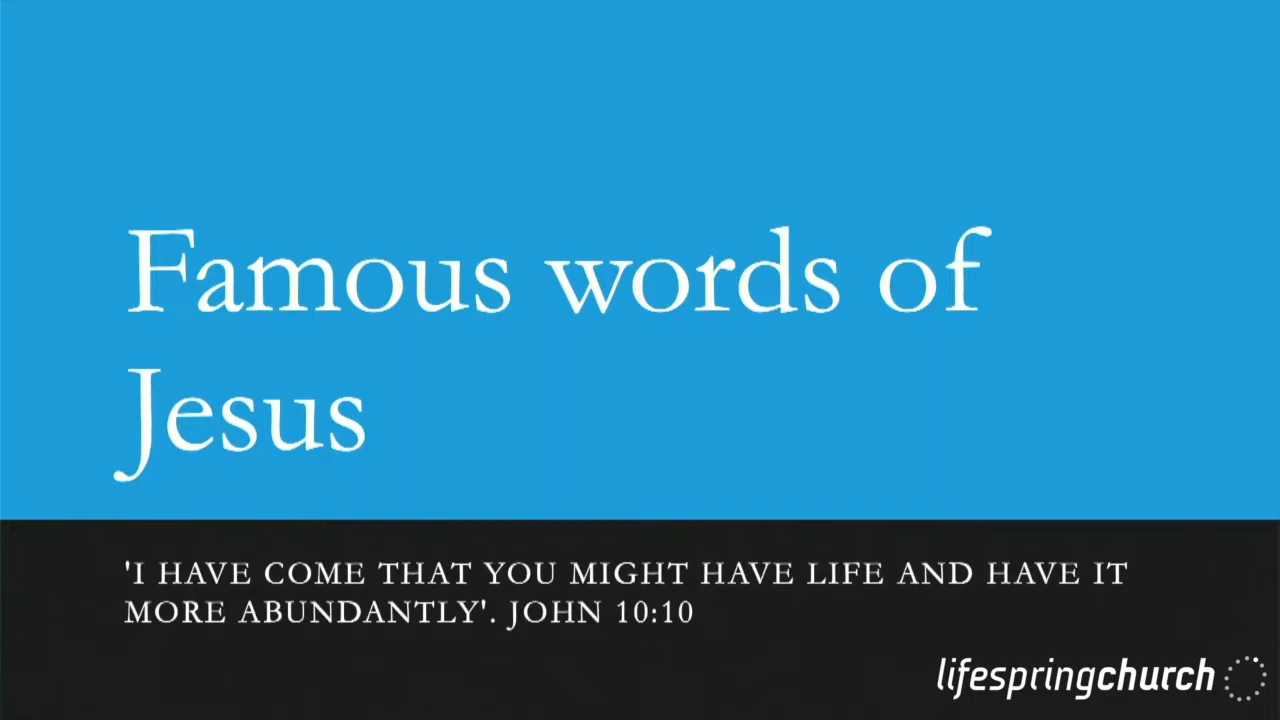 Famous words of
Jesus
'I HAVE COME THAT YOU MIGHT HAVE LIFE AND HAVE IT
MORE ABUNDANTLY'. JOHN 10:10
lifespringchurch